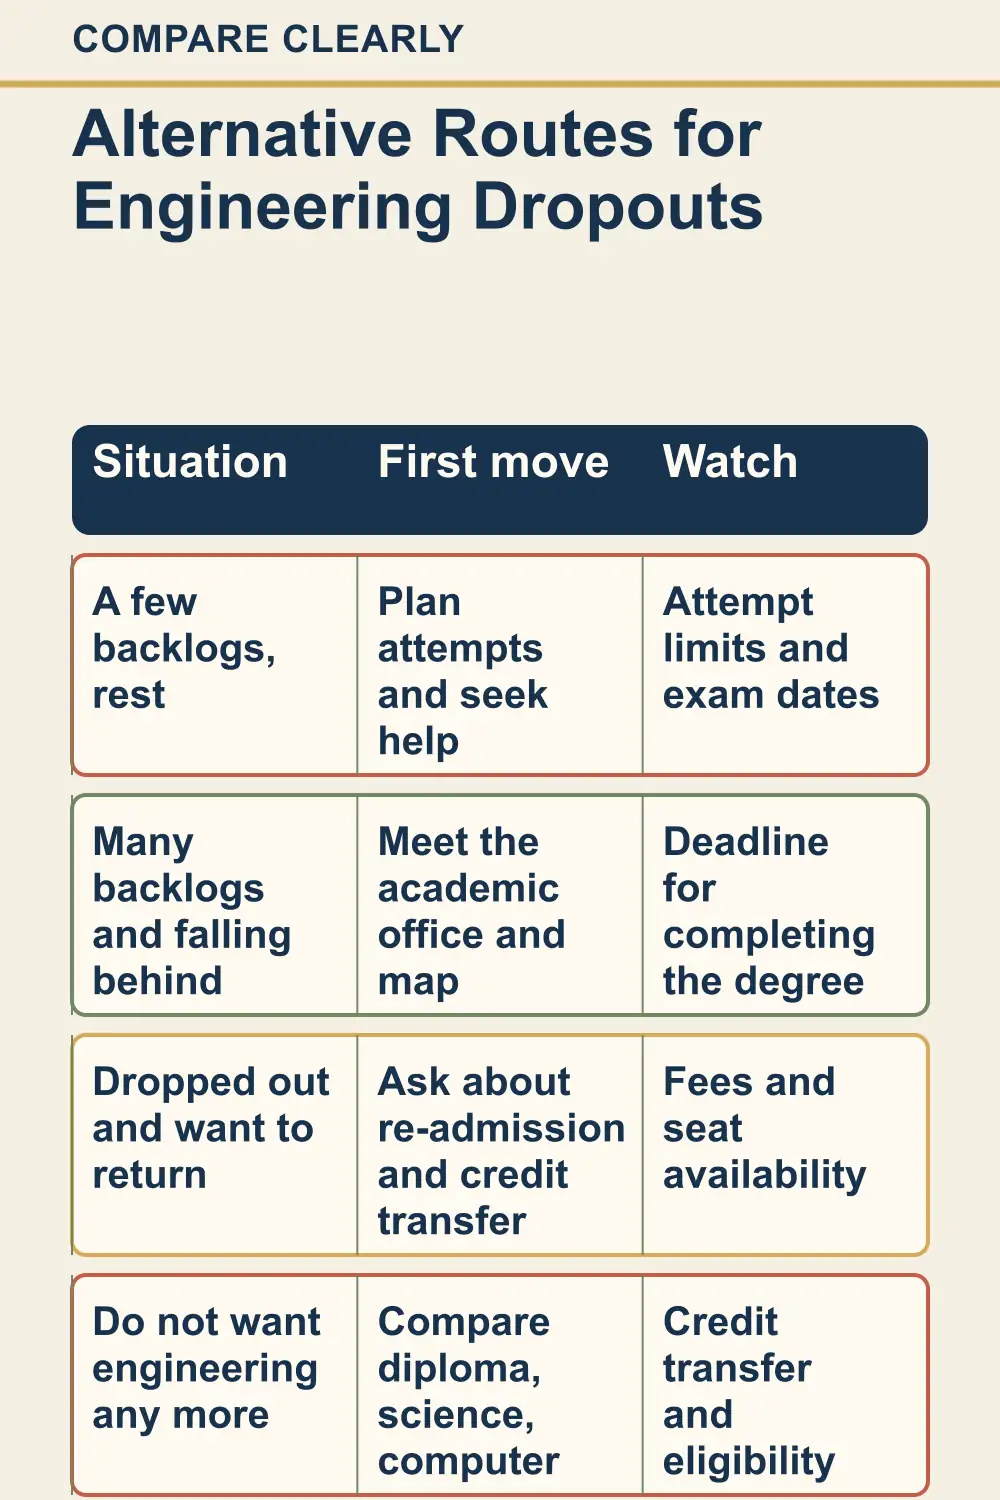 COMPARE CLEARLY
Alternative Routes for
Engineering Dropouts
Situation
First move
Watch
A few
backlogs,
rest
Plan
attempts
and seek
help
Attempt
limits and
exam dates
Many
backlogs
and falling
behind
Meet the
academic
office and
map
Deadline
for
completing
the degree
Dropped out
and want to
return
Ask about
re-admission
and credit
transfer
Fees and
seat
availability
Do not want
engineering
any more
Compare
diploma,
science,
computer
Credit
transfer
and
eligibility